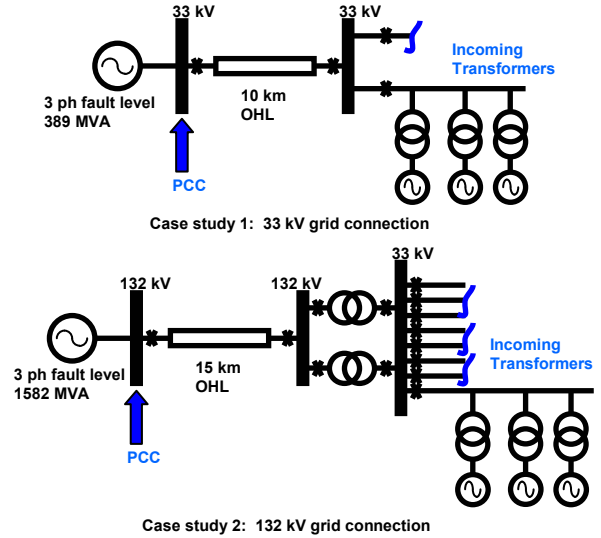 33 kV
33 kV
Incoming
Transformers
3 ph fault level
389 MVA
10 km
OHL
PCC
Case study 1: 33 kV grid connection
33 kV
132 kV
132 kV
Incoming
Transformers
3 ph fault level
1582 MVA
15 km
OHL
PCC
Case study 2: 132 kV grid connection